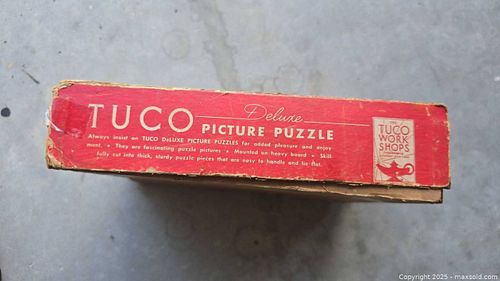 TUCO Deluxe
PICTURE PUZZLE
Always insist on TUCO DeLUXE PICTURE PUZZLES for added pleasure and enjoy
ment. • They are fascinating puzzle pictures • Mounted on heavy board • Skill
fully cut into thick, sturdy puzzle pieces that are easy to handle and lie flat.
THE
TUCO
WORK
SHOPS
Copyright 2025 - maxsold.com